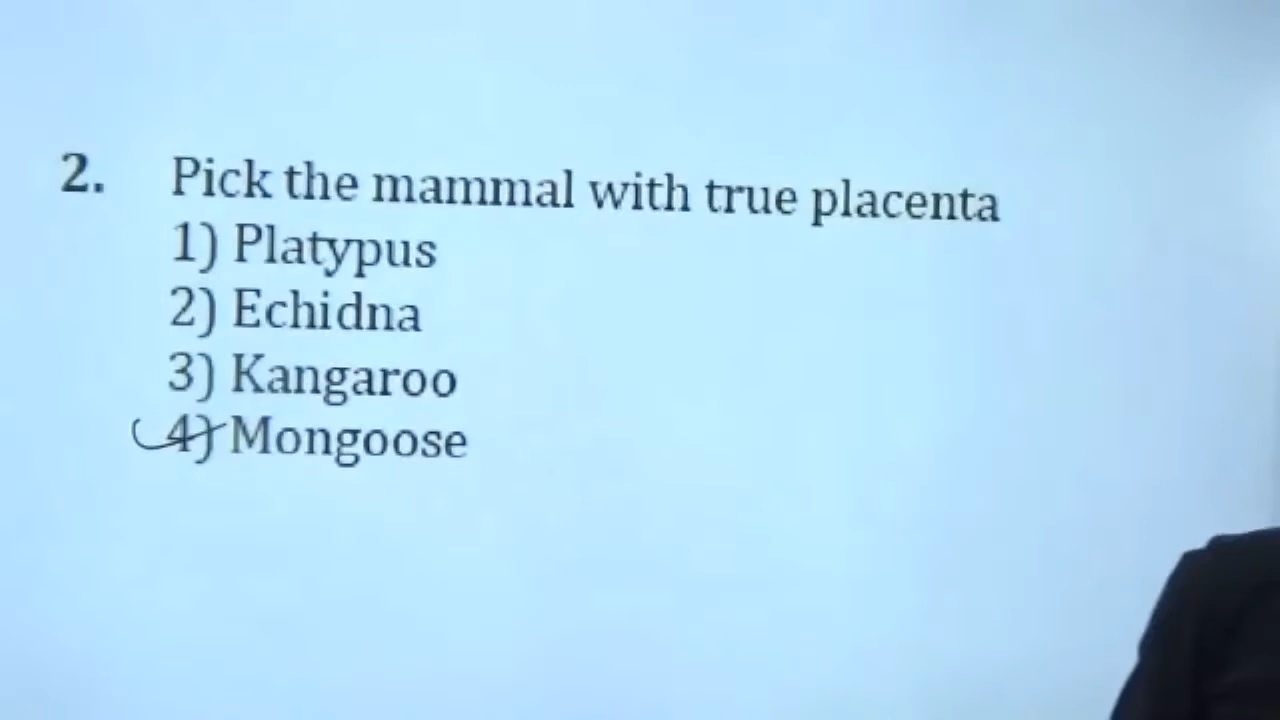 2. Pick the mammal with true placenta
1) Platypus
2) Echidna
3) Kangaroo
4) Mongoose